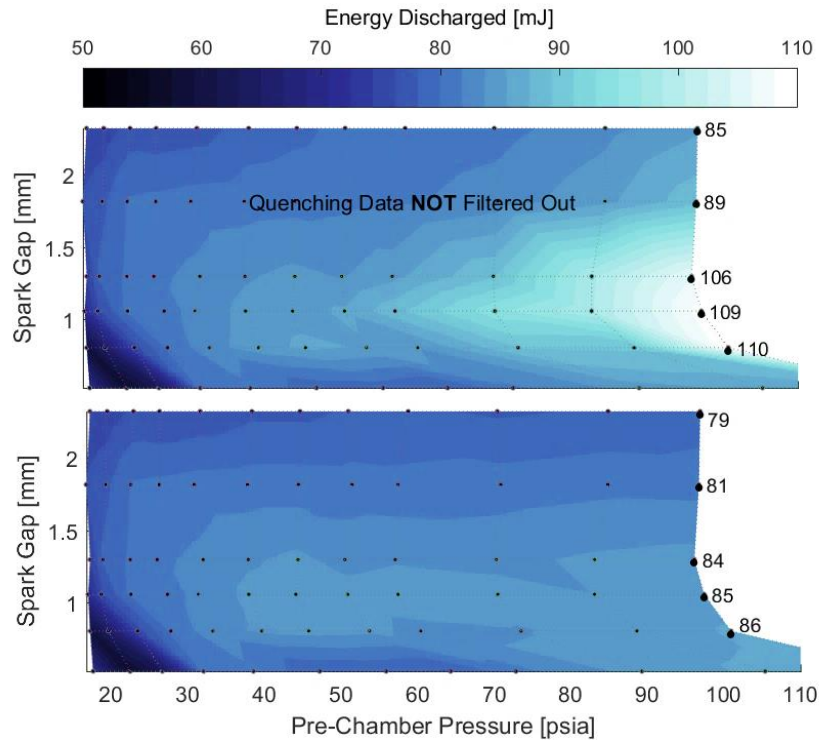 Energy Discharged [mJ]
50 60 70 80 90 100 110
85
2
Quenching Data NOT Filtered Out
89
Spark Gap [mm]
1.5
106
1
109
110
79
2
81
Spark Gap [mm]
1.5
84
1
85
86
20 30 40 50 60 70 80 90 100 110
Pre-Chamber Pressure [psia]